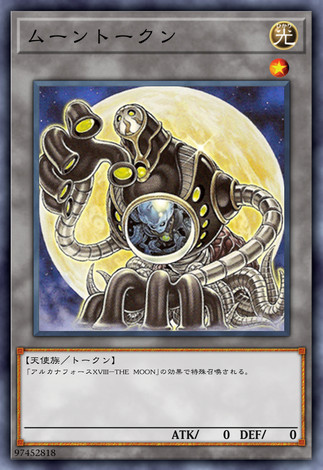 ムーントークン
光
【天使族／トークン】
「アルカナフォースXVIII－THE MOON」の効果で特殊召喚される。
ATK/ 0 DEF/ 0
97452818